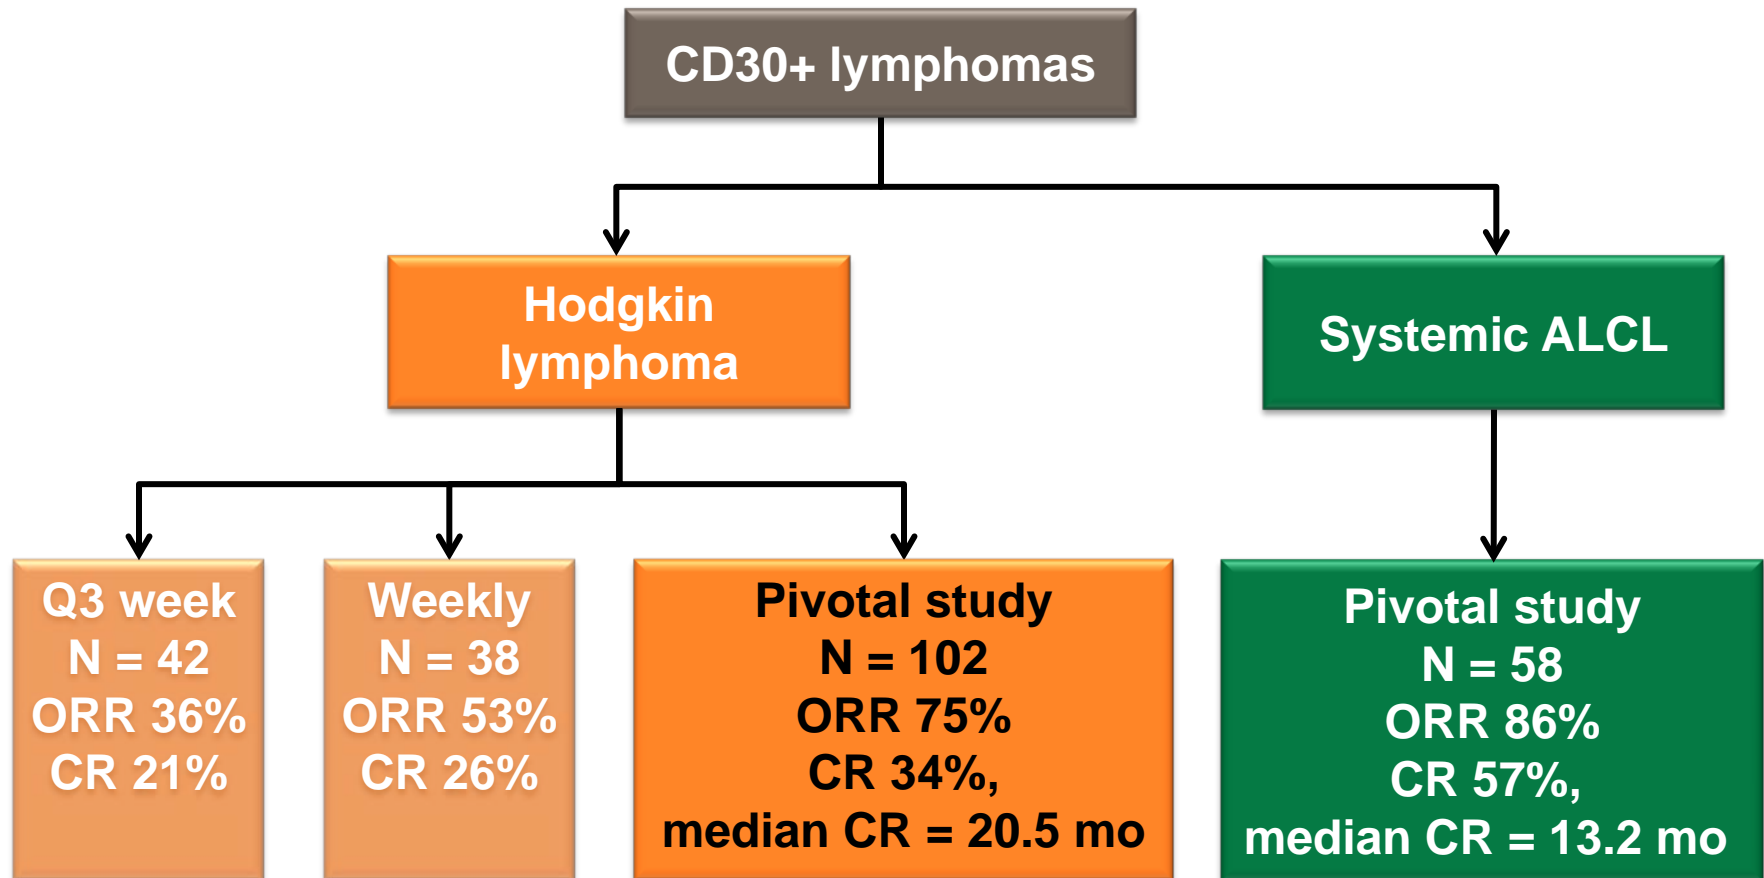 CD30+ lymphomas
Hodgkin
lymphoma
Systemic ALCL
Q3 week
N = 42
ORR 36%
CR 21%
Weekly
N = 38
ORR 53%
CR 26%
Pivotal study
N = 102
ORR 75%
CR 34%,
median CR = 20.5 mo
Pivotal study
N = 58
ORR 86%
CR 57%,
median CR = 13.2 mo